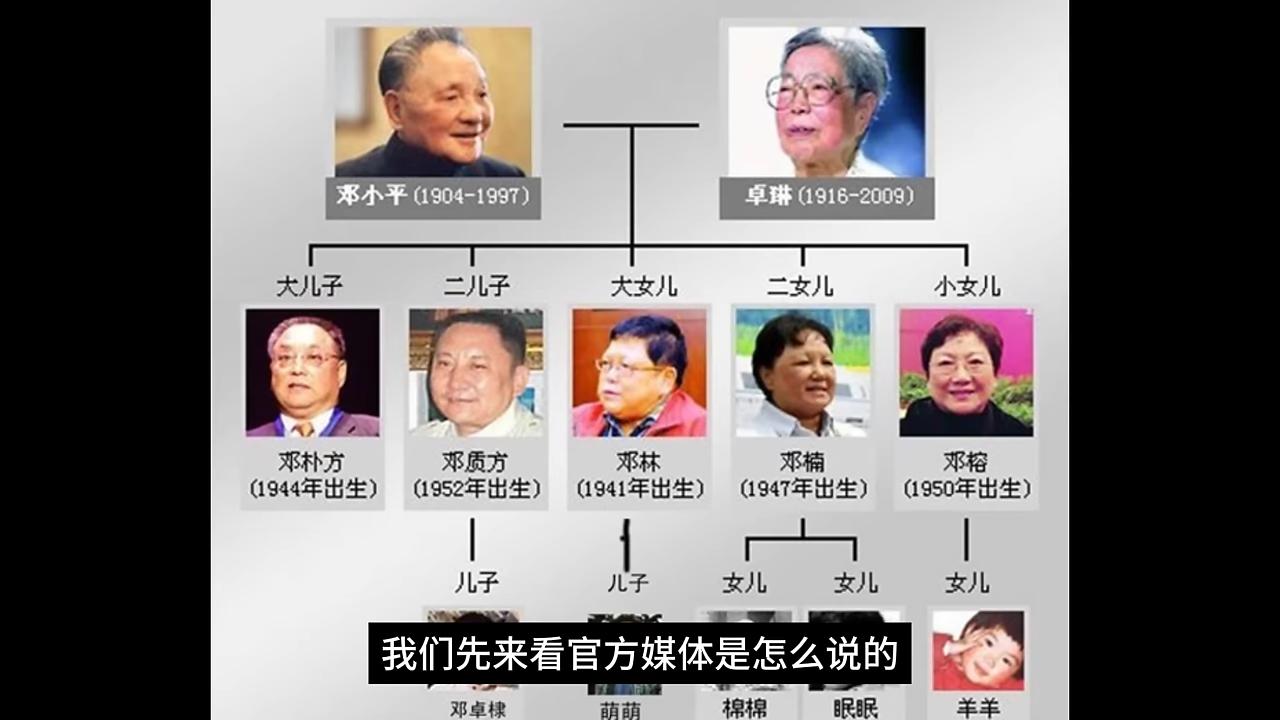 邓小平(1904-1997)
卓琳(1916-2009)
大儿子
二儿子
大女儿
二女儿
小女儿
邓朴方
(1944年出生)
邓质方
(1952年出生)
邓林
(1941年出生)
邓楠
(1947年出生)
邓榕
(1950年出生)
儿子
儿子
女儿
女儿
女儿
我们先来看官方媒体是怎么说的
邓卓棣
萌萌
棉棉
眠眠
羊羊